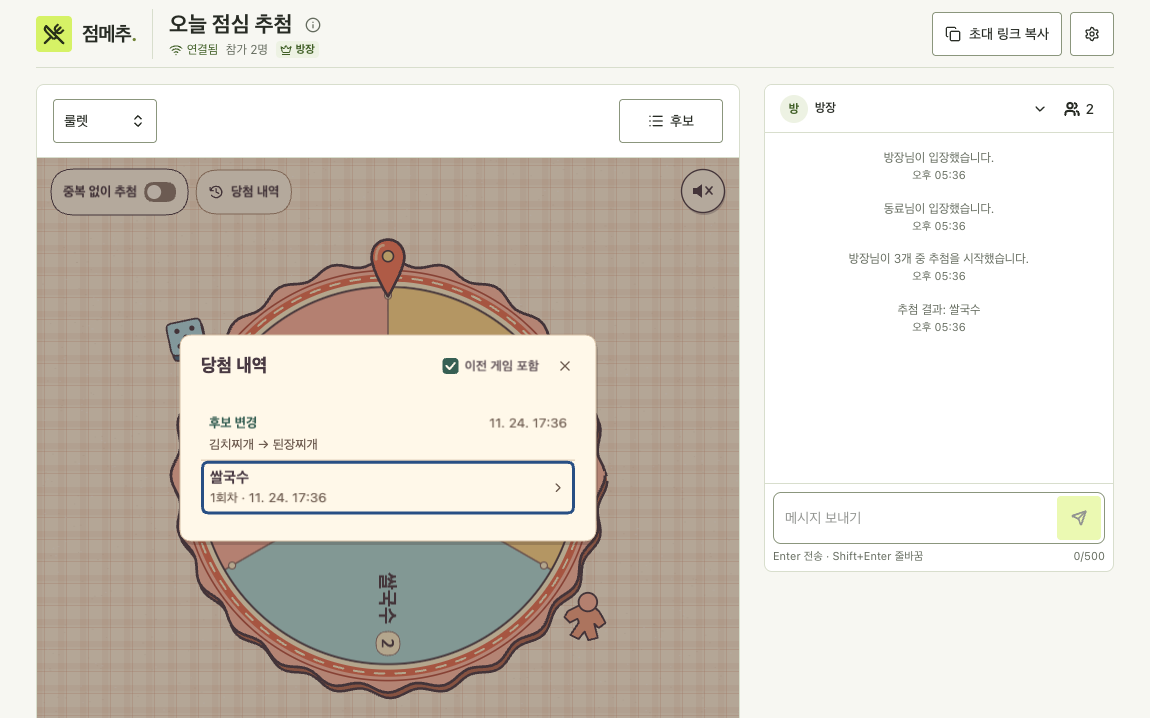 점메추.
오늘 점심 추첨
연결됨 참가 2명 방장
초대 링크 복사
룰렛
후보
중복 없이 추첨
당첨 내역
당첨 내역
이전 게임 포함
후보 변경
11. 24. 17:36
김치찌개 → 된장찌개
쌀국수
1회차 · 11. 24. 17:36
쌀국수
2
방 방장
2
방장님이 입장했습니다.
오후 05:36
동료님이 입장했습니다.
오후 05:36
방장님이 3개 중 추첨을 시작했습니다.
오후 05:36
추첨 결과: 쌀국수
오후 05:36
메시지 보내기
Enter 전송 · Shift+Enter 줄바꿈
0/500